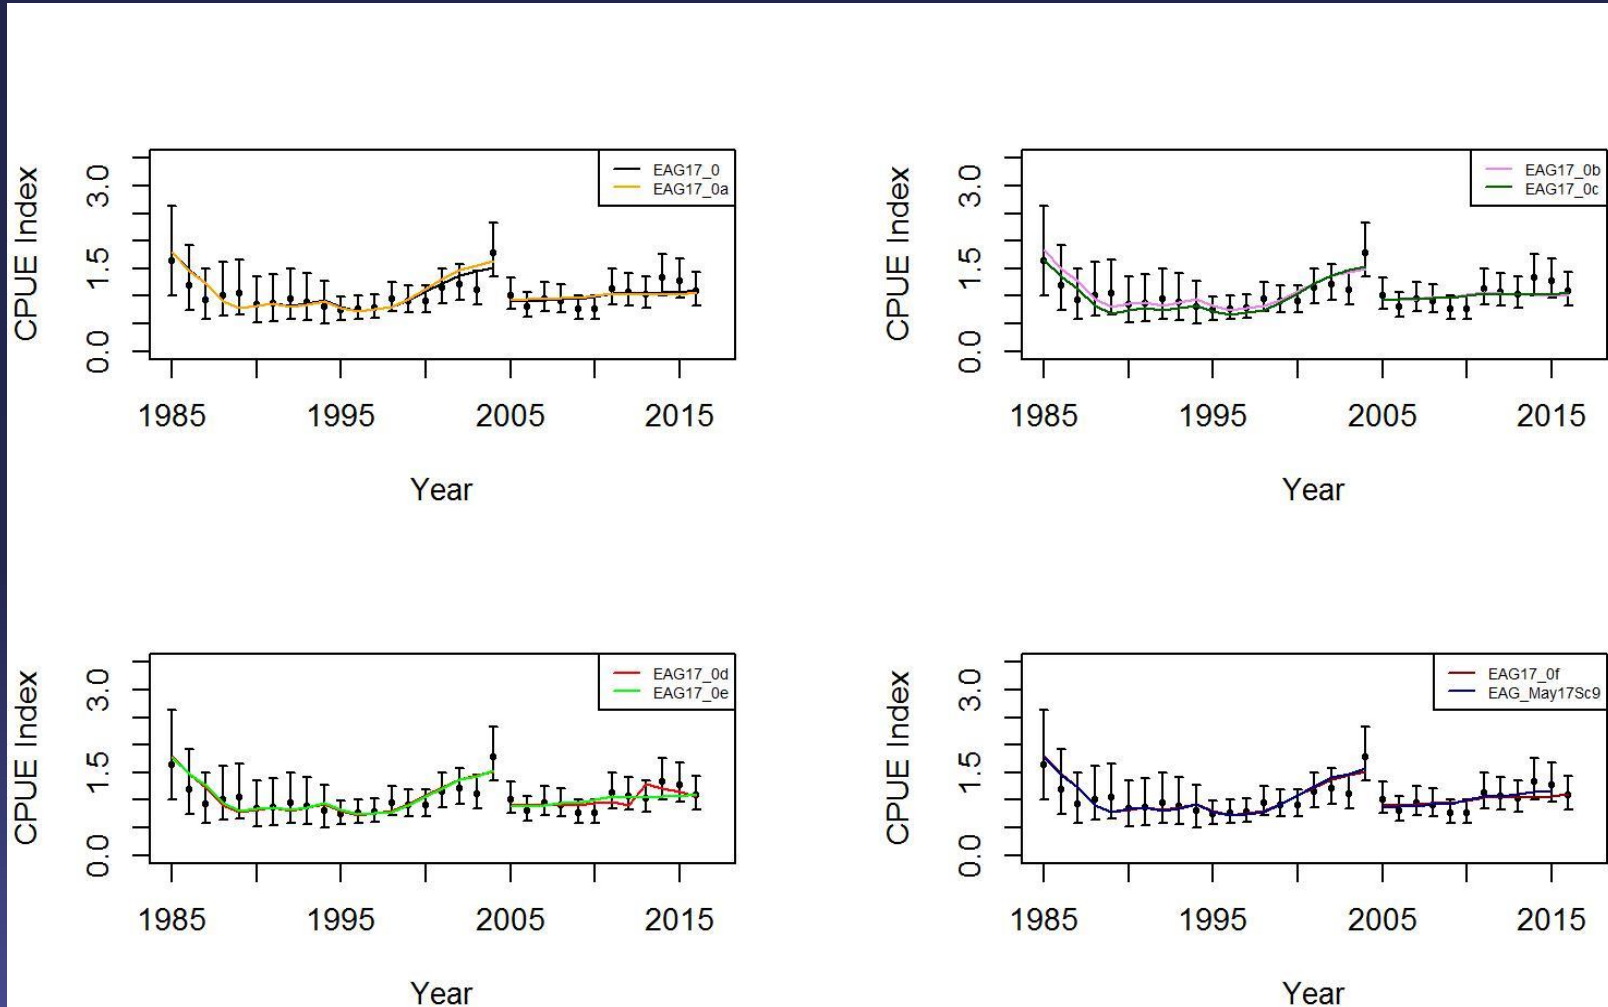 CPUE Index
3.0
1.5
0.0
EAG17_0
EAG17_0a
1985 1995 2005 2015
Year
CPUE Index
3.0
1.5
0.0
EAG17_0b
EAG17_0c
1985 1995 2005 2015
Year
CPUE Index
3.0
1.5
0.0
EAG17_0d
EAG17_0e
1985 1995 2005 2015
Year
CPUE Index
3.0
1.5
0.0
EAG17_0f
EAG_May17Sc9
1985 1995 2005 2015
Year